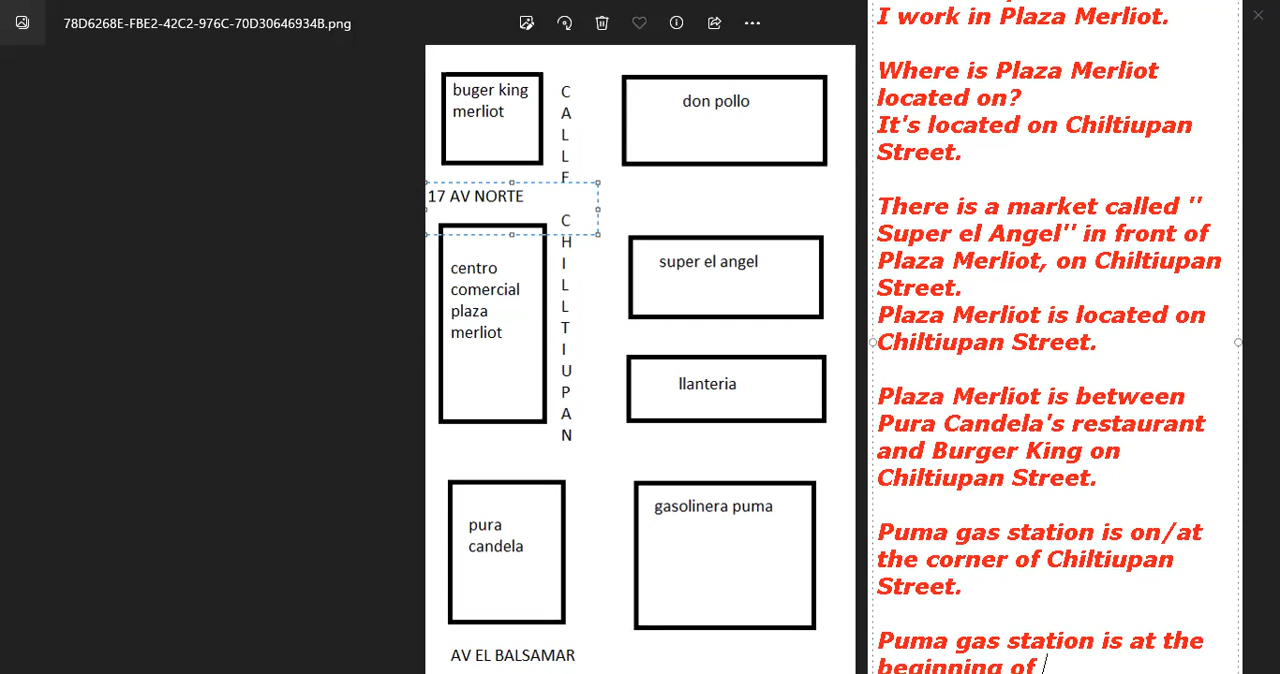 78D6268E-FBE2-42C2-976C-70D30646934B.png
buger king
merliot
C
A
L
L
E
don pollo
17 AV NORTE
C
H
I
L
L
T
I
U
P
A
N
centro
comercial
plaza
merliot
super el angel
llanteria
pura
candela
gasolinera puma
AV EL BALSAMAR
I work in Plaza Merliot.
Where is Plaza Merliot
located on?
It's located on Chiltiupan
Street.
There is a market called ''
Super el Angel'' in front of
Plaza Merliot, on Chiltiupan
Street.
Plaza Merliot is located on
Chiltiupan Street.
Plaza Merliot is between
Pura Candela's restaurant
and Burger King on
Chiltiupan Street.
Puma gas station is on/at
the corner of Chiltiupan
Street.
Puma gas station is at the
beginning of